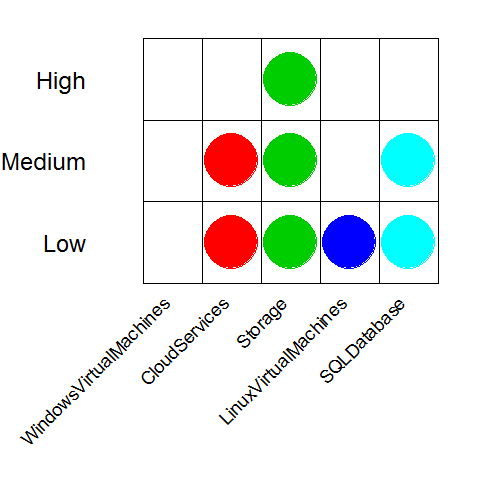 High
Medium
Low
WindowsVirtualMachines
CloudServices
Storage
LinuxVirtualMachines
SQLDatabase